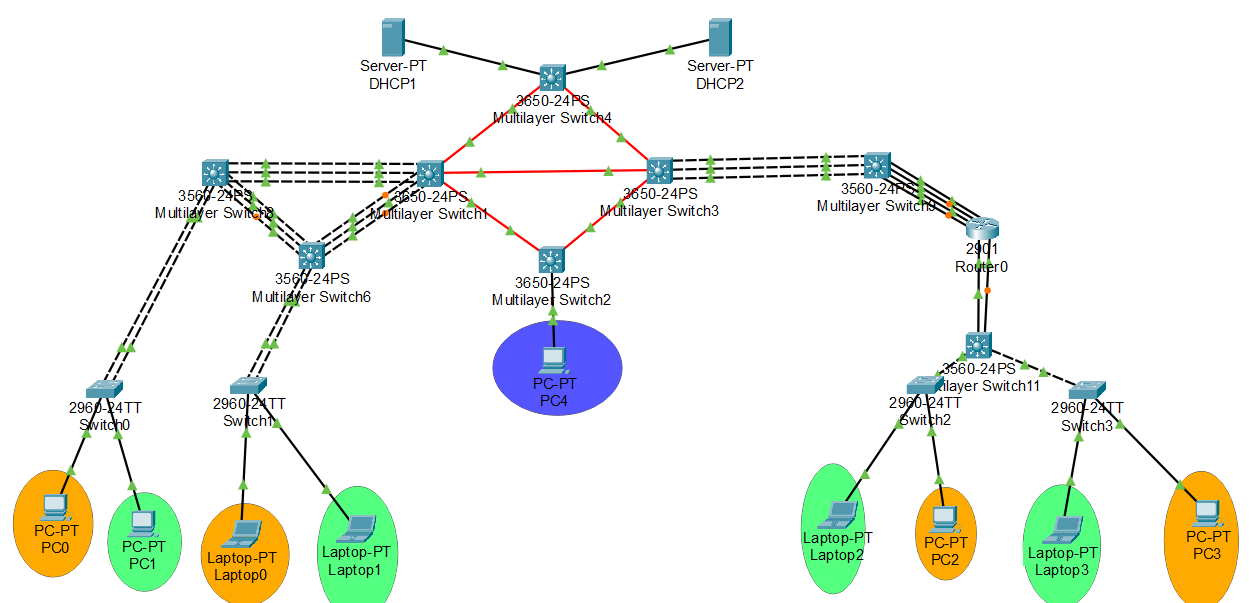 Server-PT
DHCP1
Server-PT
DHCP2
3650-24PS
Multilayer Switch4
3560-24PS
Multilayer Switch8
3650-24PS
Multilayer Switch1
3650-24PS
Multilayer Switch3
3560-24PS
Multilayer Switch9
2901
Router0
3560-24PS
Multilayer Switch6
3650-24PS
Multilayer Switch2
PC-PT
PC4
3560-24PS
ilayer Switch11
2960-24TT
Switch0
2960-24TT
Switch1
2960-24TT
Switch2
2960-24TT
Switch3
PC-PT
PC0
PC-PT
PC1
Laptop-PT
Laptop0
Laptop-PT
Laptop1
Laptop-PT
Laptop2
PC-PT
PC2
Laptop-PT
Laptop3
PC-PT
PC3